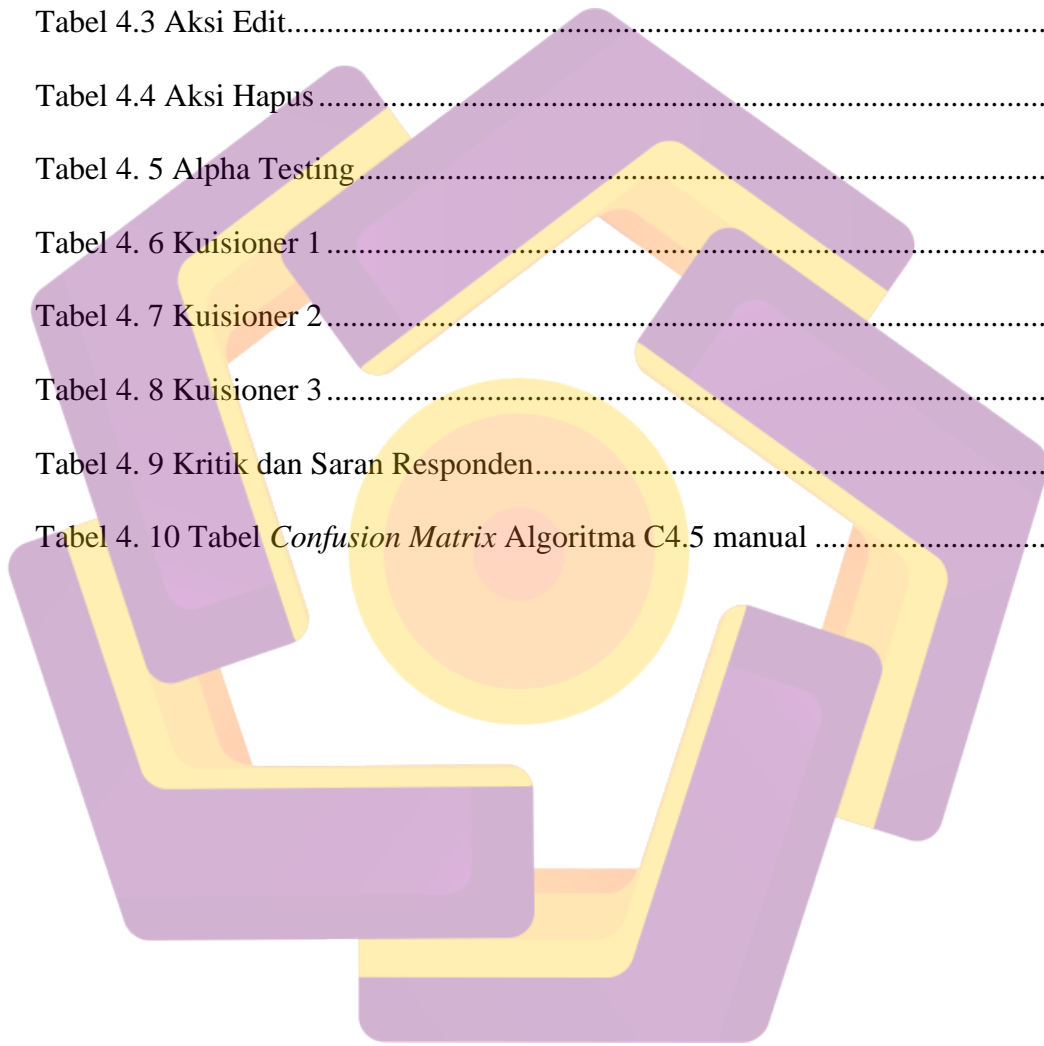 Tabel 4.3 Aksi Edit..........................................................................................
Tabel 4.4 Aksi Hapus.......................................................................................
Tabel 4. 5 Alpha Testing..................................................................................
Tabel 4. 6 Kuisioner 1......................................................................................
Tabel 4. 7 Kuisioner 2......................................................................................
Tabel 4. 8 Kuisioner 3......................................................................................
Tabel 4. 9 Kritik dan Saran Responden............................................................
Tabel 4. 10 Tabel Confusion Matrix Algoritma C4.5 manual ............................